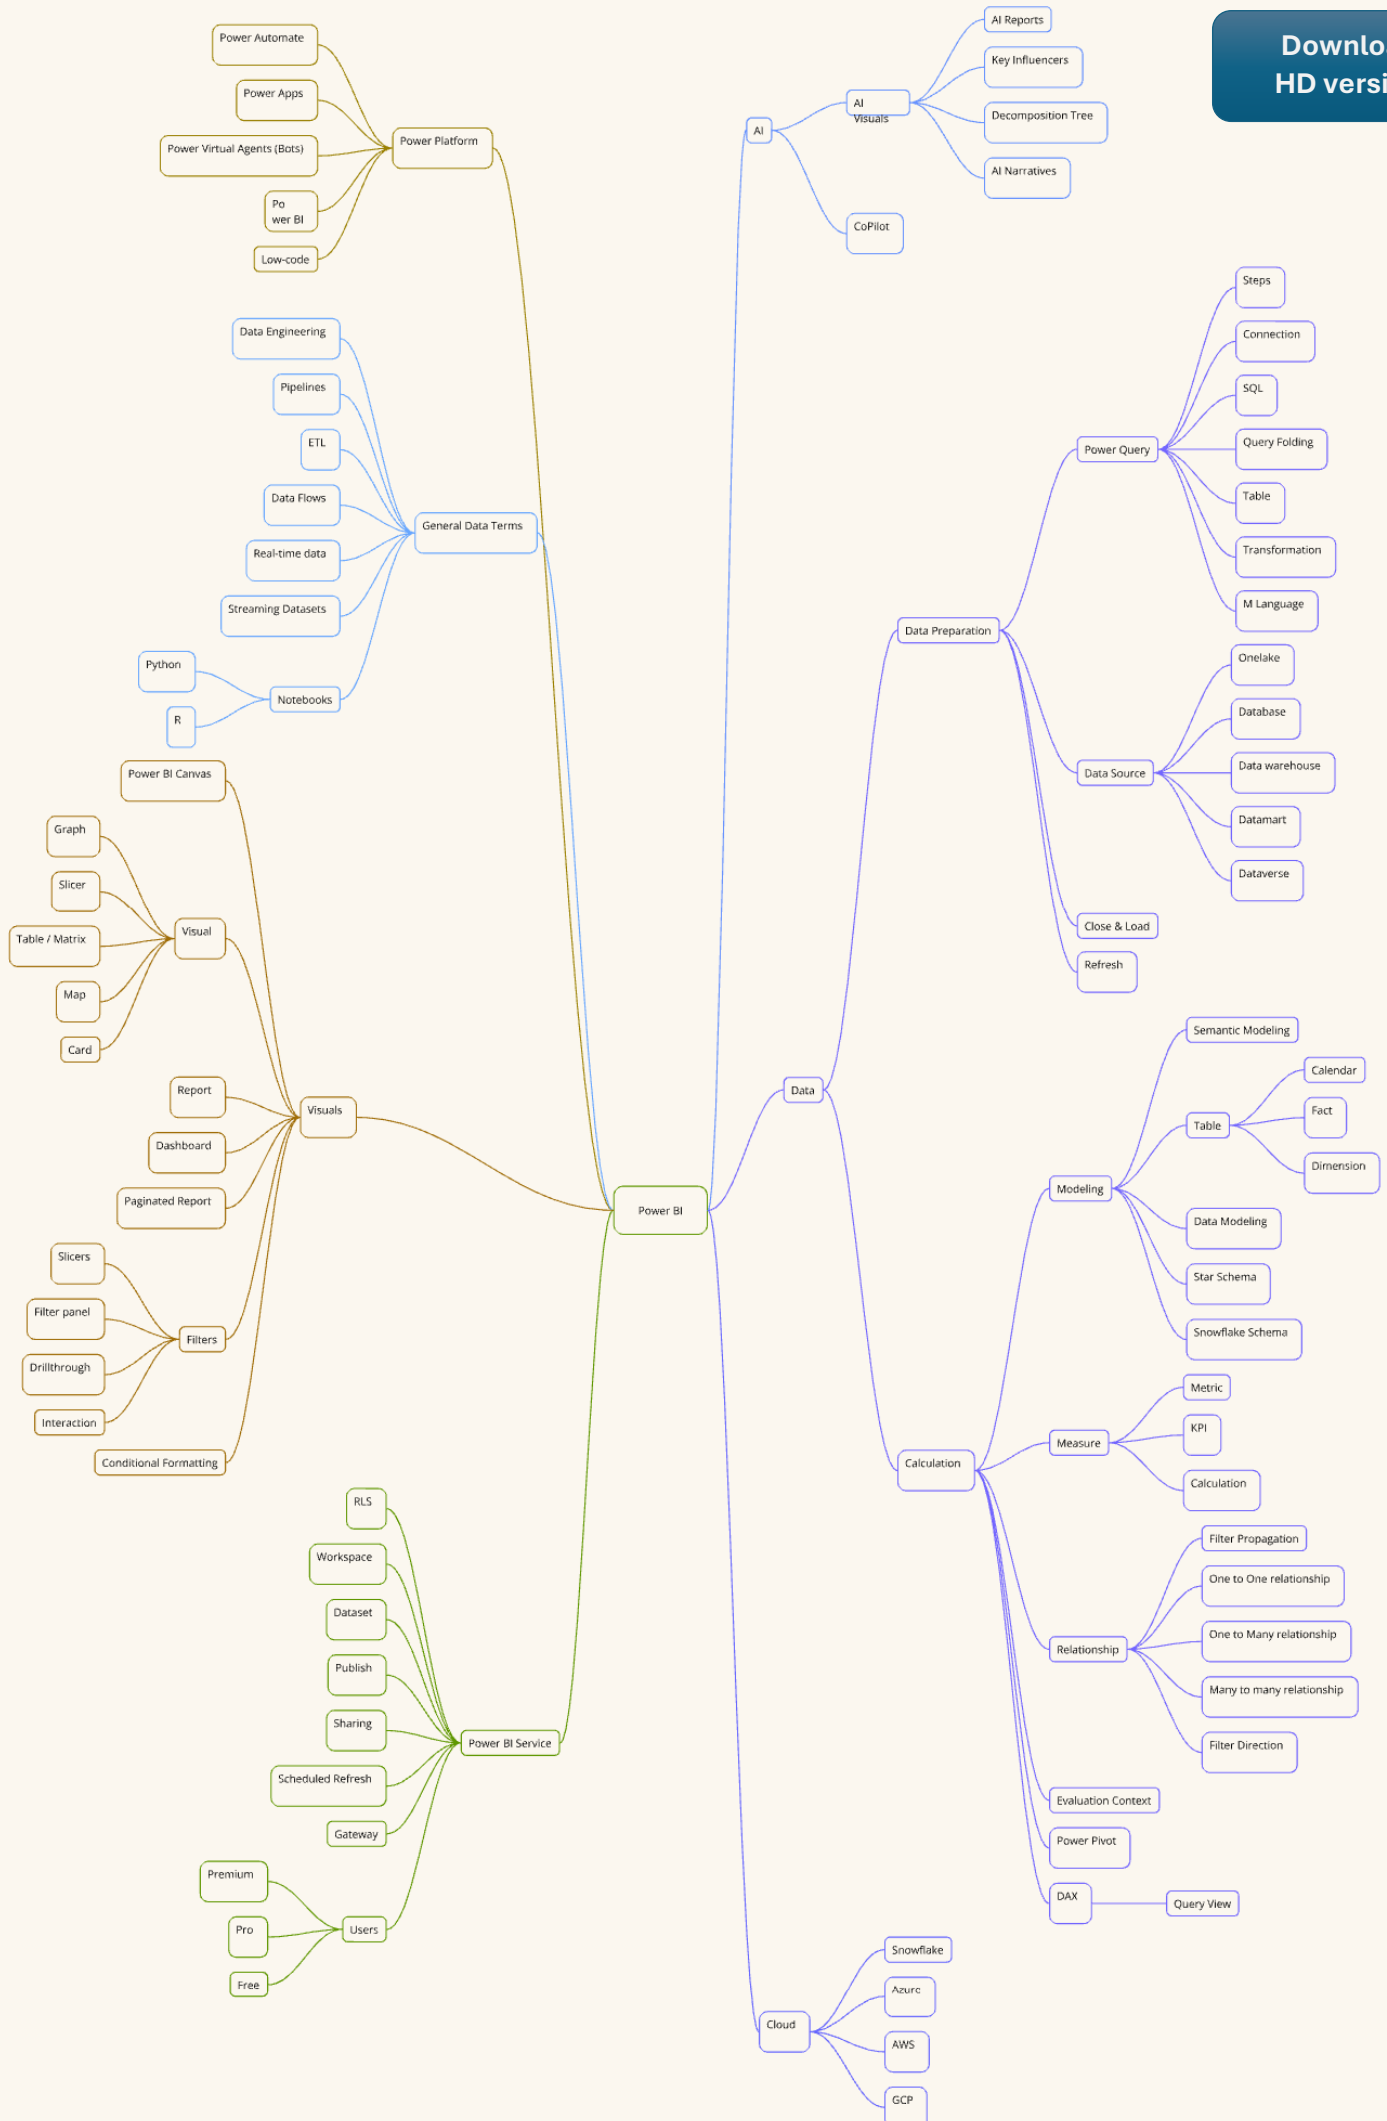 Power Automate
Power Apps
Power Virtual Agents (Bots)
Po
wer BI
Low-code
Power Platform
AI
AI
Visuals
AI Reports
Key Influencers
Decomposition Tree
AI Narratives
CoPilot
Downlo
HD versi
Data Engineering
Pipelines
ETL
Data Flows
Real-time data
Streaming Datasets
Python
R
Notebooks
General Data Terms
Power BI Canvas
Graph
Slicer
Table / Matrix
Map
Card
Visual
Report
Dashboard
Paginated Report
Slicers
Filter panel
Drillthrough
Interaction
Filters
Conditional Formatting
Visuals
Power BI
RLS
Workspace
Dataset
Publish
Sharing
Scheduled Refresh
Gateway
Premium
Pro
Free
Users
Power BI Service
Data
Data Preparation
Power Query
Steps
Connection
SQL
Query Folding
Table
Transformation
M Language
Data Source
Onelake
Database
Data warehouse
Datamart
Dataverse
Close & Load
Refresh
Calculation
Modeling
Semantic Modeling
Table
Calendar
Fact
Dimension
Data Modeling
Star Schema
Snowflake Schema
Measure
Metric
KPI
Calculation
Relationship
Filter Propagation
One to One relationship
One to Many relationship
Many to many relationship
Filter Direction
Evaluation Context
Power Pivot
DAX
Query View
Cloud
Snowflake
Azure
AWS
GCP